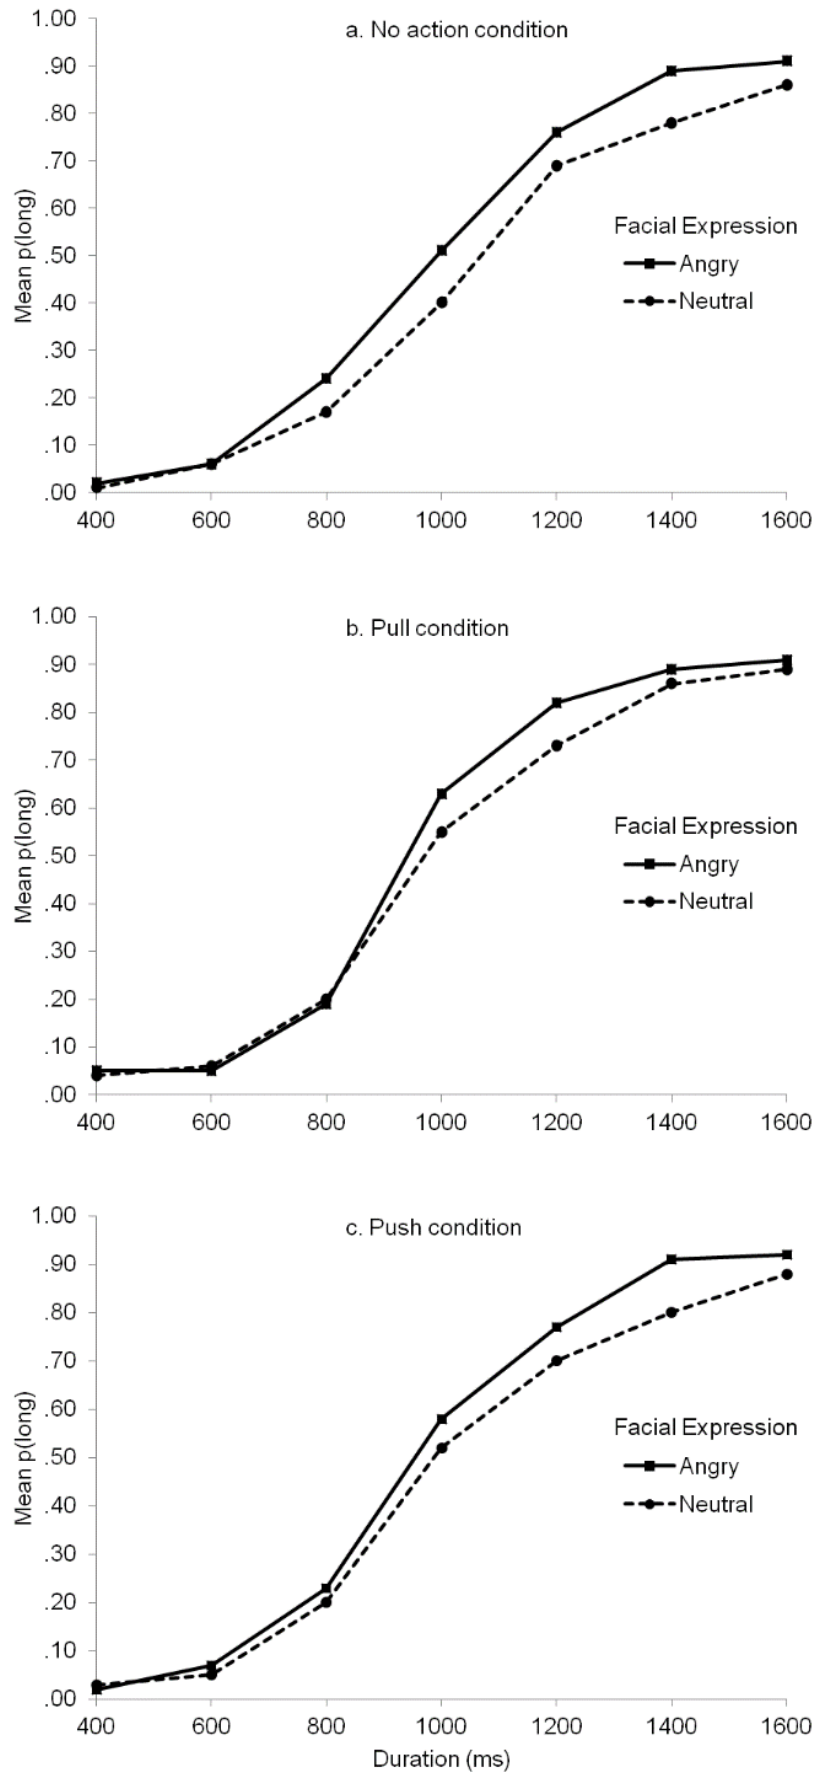 a. No action condition
1.00
.90
.80
.70
.60
.50
.40
.30
.20
.10
.00
Mean p(long)
Facial Expression
Angry
Neutral
400 600 800 1000 1200 1400 1600
b. Pull condition
1.00
.90
.80
.70
.60
.50
.40
.30
.20
.10
.00
Mean p(long)
Facial Expression
Angry
Neutral
400 600 800 1000 1200 1400 1600
c. Push condition
1.00
.90
.80
.70
.60
.50
.40
.30
.20
.10
.00
Mean p(long)
Facial Expression
Angry
Neutral
400 600 800 1000 1200 1400 1600
Duration (ms)